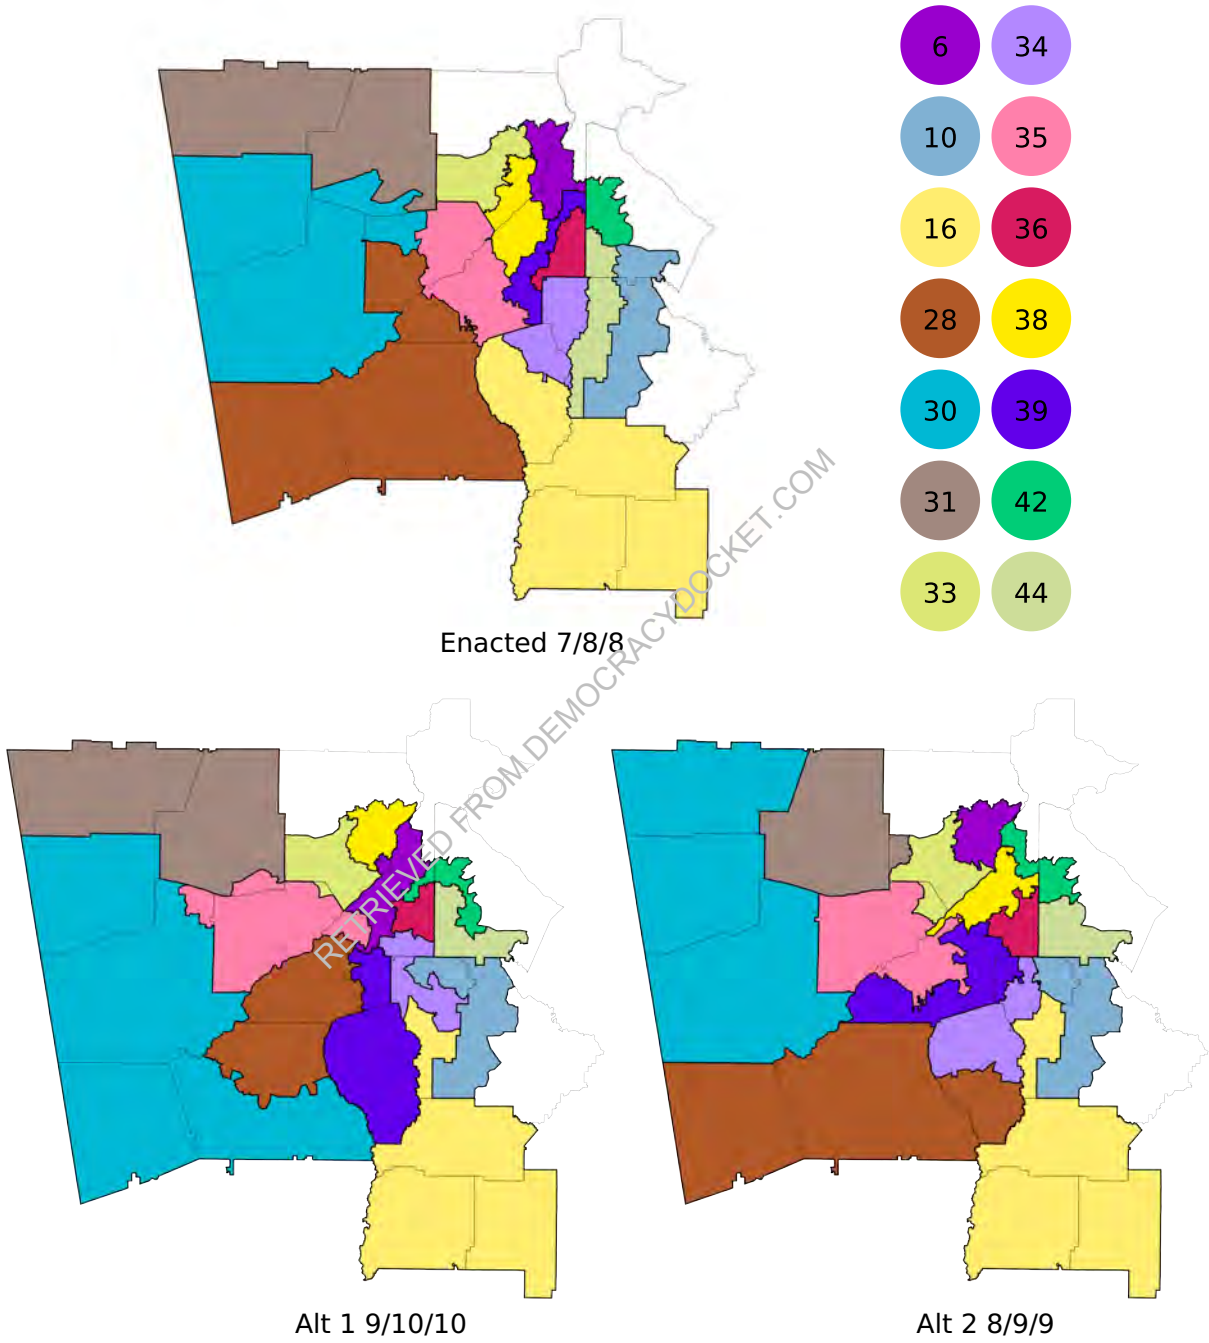 6 34
10 35
16 36
28 38
30 39
31 42
33 44
Enacted 7/8/8
RETRIEVED FROM DEMOCRACYDOCKET.COM
Alt 1 9/10/10
Alt 2 8/9/9